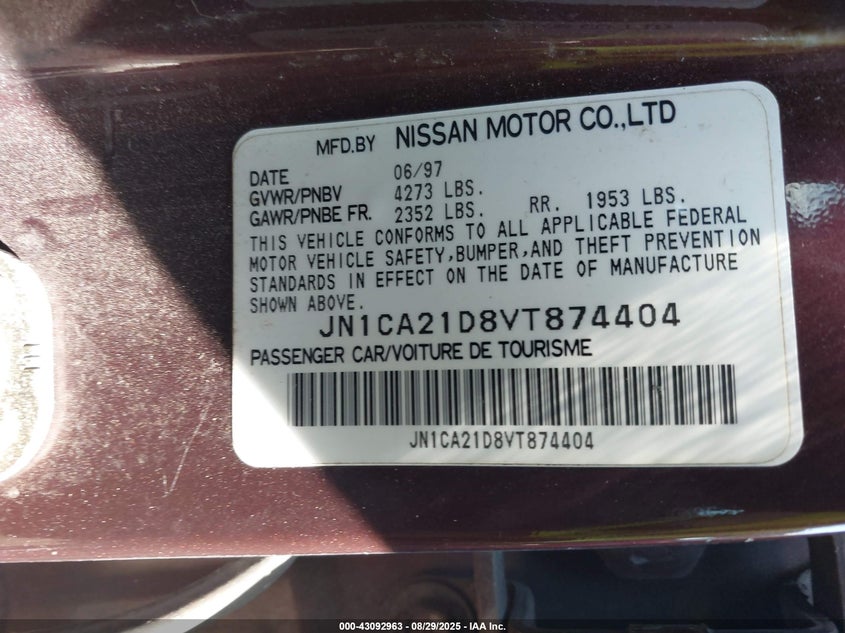 MFD.BY NISSAN MOTOR CO.,LTD
DATE 06/97
GVWR/PNBV 4273 LBS.
GAWR/PNBE FR. 2352 LBS. RR. 1953 LBS.
THIS VEHICLE CONFORMS TO ALL APPLICABLE FEDERAL
MOTOR VEHICLE SAFETY,BUMPER,AND THEFT PREVENTION
STANDARDS IN EFFECT ON THE DATE OF MANUFACTURE
SHOWN ABOVE.
JN1CA21D8VT874404
PASSENGER CAR/VOITURE DE TOURISME
JN1CA21D8VT874404
000-43092963 - 08/29/2025 - IAA Inc.